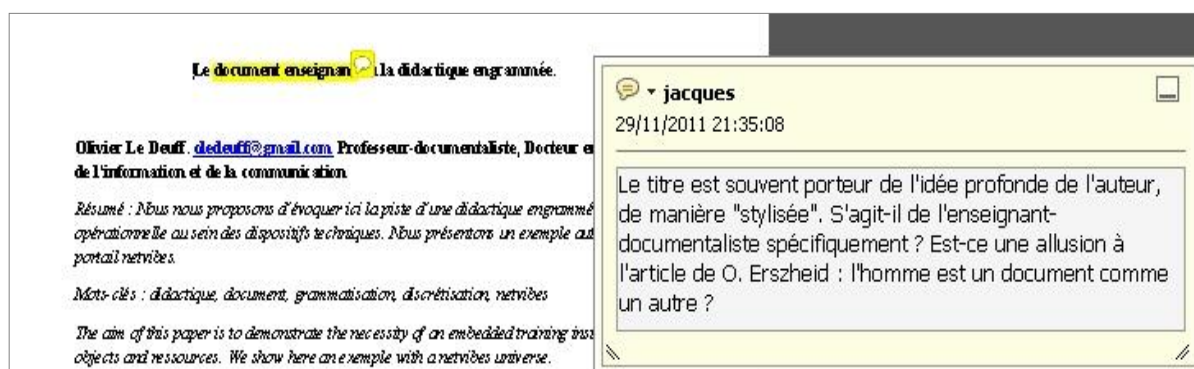 Le document enseignan la didactique engrammée.
Olivier Le Deuff. oledeuff@gmail.com Professeur-documentaliste, Docteur e
de l'information et de la communication
Résumé : Nous nous proposons d'évoquer ici la piste d'une didactique engrammé
opérationnelle au sein des dispositifs techniques. Nous présentons un exemple au
portail netvibes.
Mots-clés : didactique, document, grammatisation, discrétisation, netvibes
The aim of this paper is to demonstrate the necessity of an embedded training ins
objects and ressources. We show here an exemple with a netvibes universe.
jacques
29/11/2011 21:35:08
Le titre est souvent porteur de l'idée profonde de l'auteur,
de manière "stylisée". S'agit-il de l'enseignant-
documentaliste spécifiquement ? Est-ce une allusion à
l'article de O. Erszheid : l'homme est un document comme
un autre ?